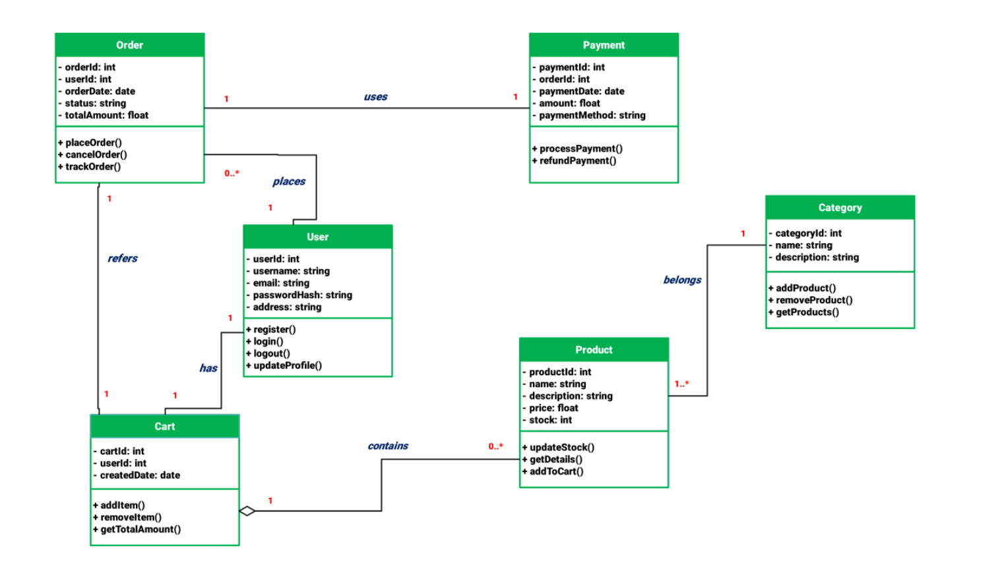 Order
- orderId: int
- userId: int
- orderDate: date
- status: string
- totalAmount: float
+ placeOrder()
+ cancelOrder()
+ trackOrder()
1
uses
1
Payment
- paymentId: int
- orderId: int
- paymentDate: date
- amount: float
- paymentMethod: string
+ processPayment()
+ refundPayment()
0..*
places
1
1
refers
1
User
- userId: int
- username: string
- email: string
- passwordHash: string
- address: string
+ register()
+ login()
+ logout()
+ updateProfile()
1
has
1
Category
- categoryId: int
- name: string
- description: string
+ addProduct()
+ removeProduct()
+ getProducts()
1
belongs
1..*
Product
- productId: int
- name: string
- description: string
- price: float
- stock: int
+ updateStock()
+ getDetails()
+ addToCart()
Cart
- cartId: int
- userId: int
- createdDate: date
+ addItem()
+ removeItem()
+ getTotalAmount()
1
contains
0..*